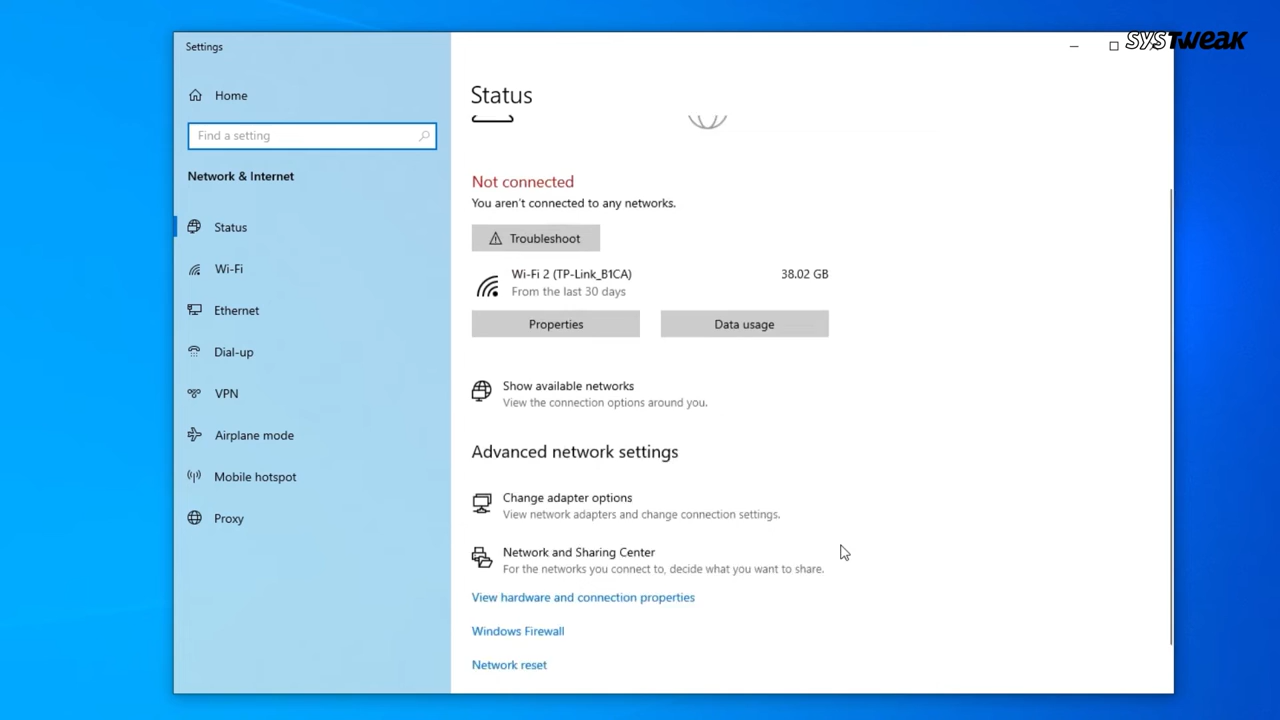 Settings
SYSTWEAK
Home
Find a setting
Network & Internet
Status
Wi-Fi
Ethernet
Dial-up
VPN
Airplane mode
Mobile hotspot
Proxy
Status
Not connected
You aren't connected to any networks.
Troubleshoot
Wi-Fi 2 (TP-Link_B1CA)
38.02 GB
From the last 30 days
Properties
Data usage
Show available networks
View the connection options around you.
Advanced network settings
Change adapter options
View network adapters and change connection settings.
Network and Sharing Center
For the networks you connect to, decide what you want to share.
View hardware and connection properties
Windows Firewall
Network reset